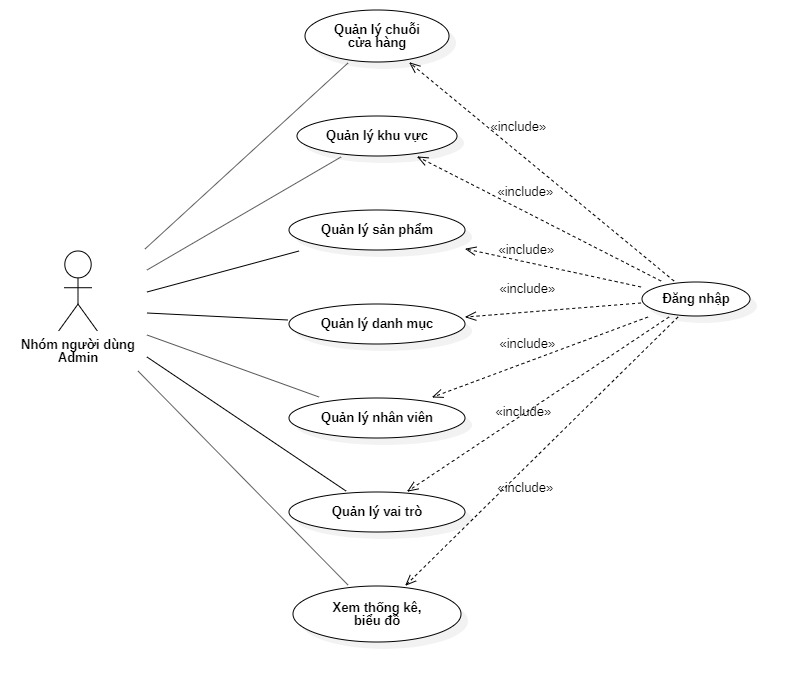 Quản lý chuỗi
cửa hàng
«include»
Quản lý khu vực
«include»
Quản lý sản phẩm
«include»
«include»
Đăng nhập
Quản lý danh mục
Nhóm người dùng
Admin
«include»
Quản lý nhân viên
«include»
«include»
Quản lý vai trò
Xem thống kê,
biểu đồ